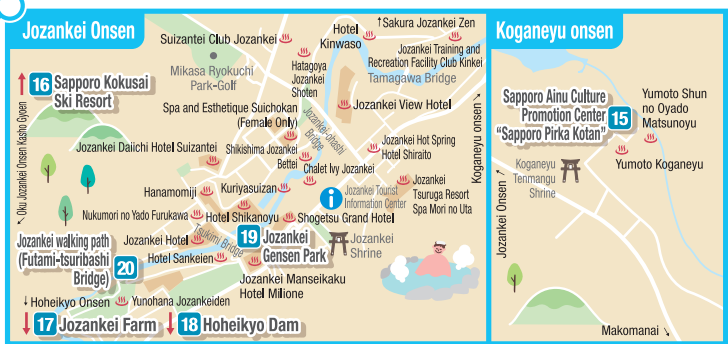 Jozankei Onsen
Suizantei Club Jozankei
Hotel
Kinwaso
↑Sakura Jozankei Zen
Jozankei Training and
Recreation Facility Club Kinkei
Mikasa Ryokuchi
Park-Golf
Hatagoya
Jozankei
Shoten
Tamagawa Bridge
16 Sapporo Kokusai
Ski Resort
Spa and Esthetique Suichokan
(Female Only)
Jozankei View Hotel
Jozankei-ohashi
Bridge
Koganeyu onsen→
←Oku Jozankei Onsen Kasho Gyoen
Jozankei Daiichi Hotel Suizantei
Shikishima Jozankei
Bettei
Jozankei Hot Spring
Hotel Shiraito
Chalet Ivy Jozankei
Hanamomiji
Kuriyasuizan
Jozankei Tourist
Information Center
Jozankei
Tsuruga Resort
Spa Mori no Uta
Nukumori no Yado Furukawa
Hotel Shikanoyu
Shogetsu Grand Hotel
Jozankei walking path
(Futami-tsuribashi
Bridge)
20
Jozankei Hotel
Tsukimi Bridge
19 Jozankei
Gensen Park
Jozankei
Shrine
Hotel Sankeien
Jozankei Manseikaku
Hotel Milione
↓Hoheikyo Onsen
Yunohana Jozankeiden
↓17 Jozankei Farm
↓18 Hoheikyo Dam
Koganeyu onsen
Sapporo Ainu Culture
Promotion Center
"Sapporo Pirka Kotan"
15
Yumoto Shun
no Oyado
Matsunoyu
Yumoto Koganeyu
Koganeyu
Tenmangu
Shrine
Jozankei Onsen↗
Makomanai ↘